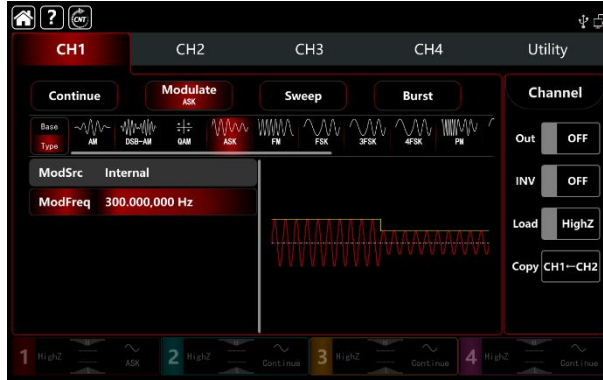 ? CNT
CH1 CH2 CH3 CH4 Utility
Continue Modulate Sweep Burst Channel
ASK
Base
Type AM DSB-AM QAM ASK FM FSK 3FSK 4FSK PM
Out OFF
ModSrc Internal
INV OFF
ModFreq 300.000,000 Hz
Load HighZ
Copy CH1←CH2
1 HighZ ASK 2 HighZ Continue 3 HighZ Continue 4 HighZ Continue